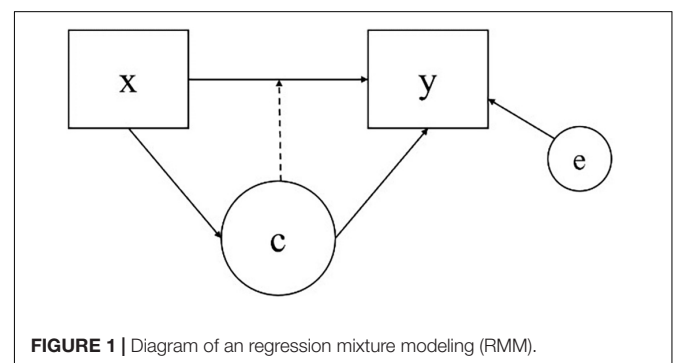 x
y
e
c
FIGURE 1 | Diagram of an regression mixture modeling (RMM).